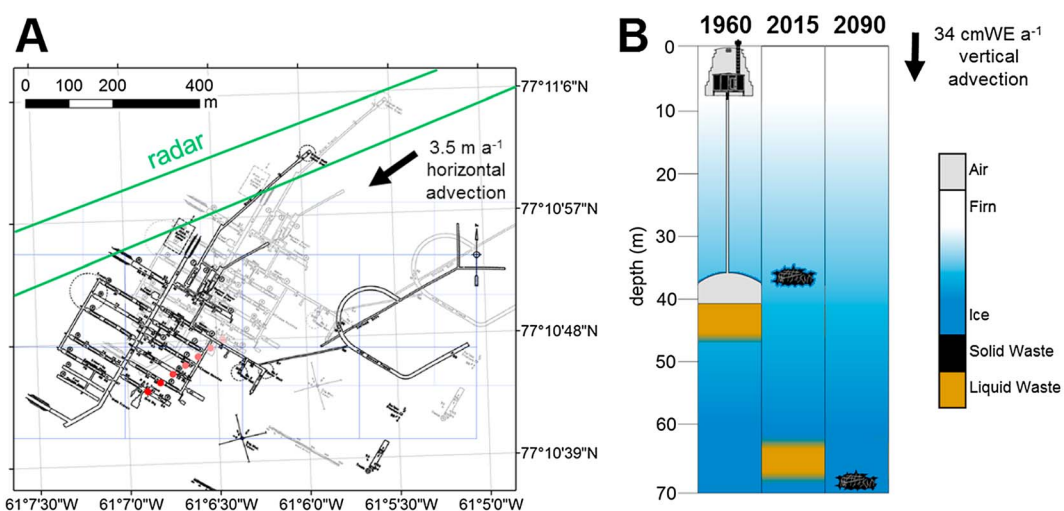 A
0 100 200 400
m
radar
3.5 m a-1
horizontal
advection
77°11'6"N
77°10'57"N
77°10'48"N
77°10'39"N
61°7'30"W 61°7'0"W 61°6'30"W 61°6'0"W 61°5'30"W 61°5'0"W
B
1960 2015 2090
34 cmWE a-1
vertical
advection
depth (m)
0
10
20
30
40
50
60
70
Air
Firn
Ice
Solid Waste
Liquid Waste